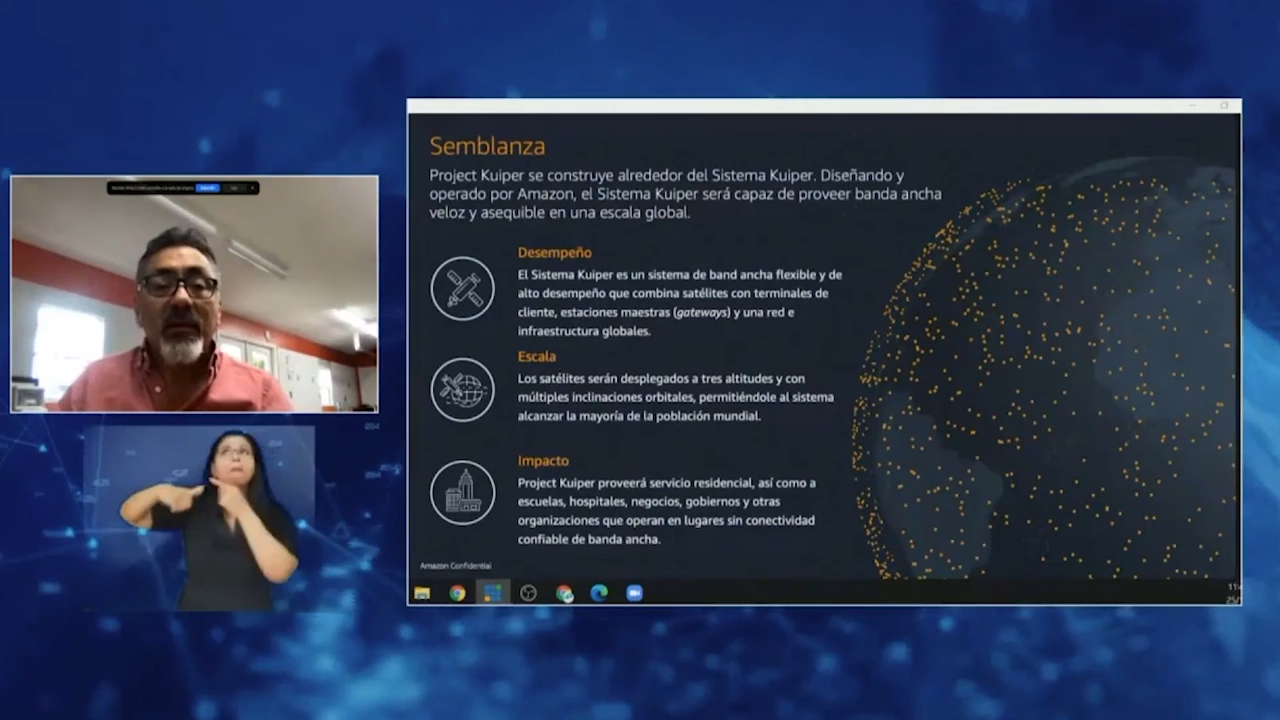 Semblanza
Project Kuiper se construye alrededor del Sistema Kuiper. Diseñando y
operado por Amazon, el Sistema Kuiper será capaz de proveer banda ancha
veloz y asequible en una escala global.
Desempeño
El Sistema Kuiper es un sistema de band ancha flexible y de
alto desempeño que combina satélites con terminales de
cliente, estaciones maestras (gateways) y una red e
infraestructura globales.
Escala
Los satélites serán desplegados a tres altitudes y con
múltiples inclinaciones orbitales, permitiéndole al sistema
alcanzar la mayoría de la población mundial.
Impacto
Project Kuiper proveerá servicio residencial, así como a
escuelas, hospitales, negocios, gobiernos y otras
organizaciones que operan en lugares sin conectividad
confiable de banda ancha.
Amazon Confidential